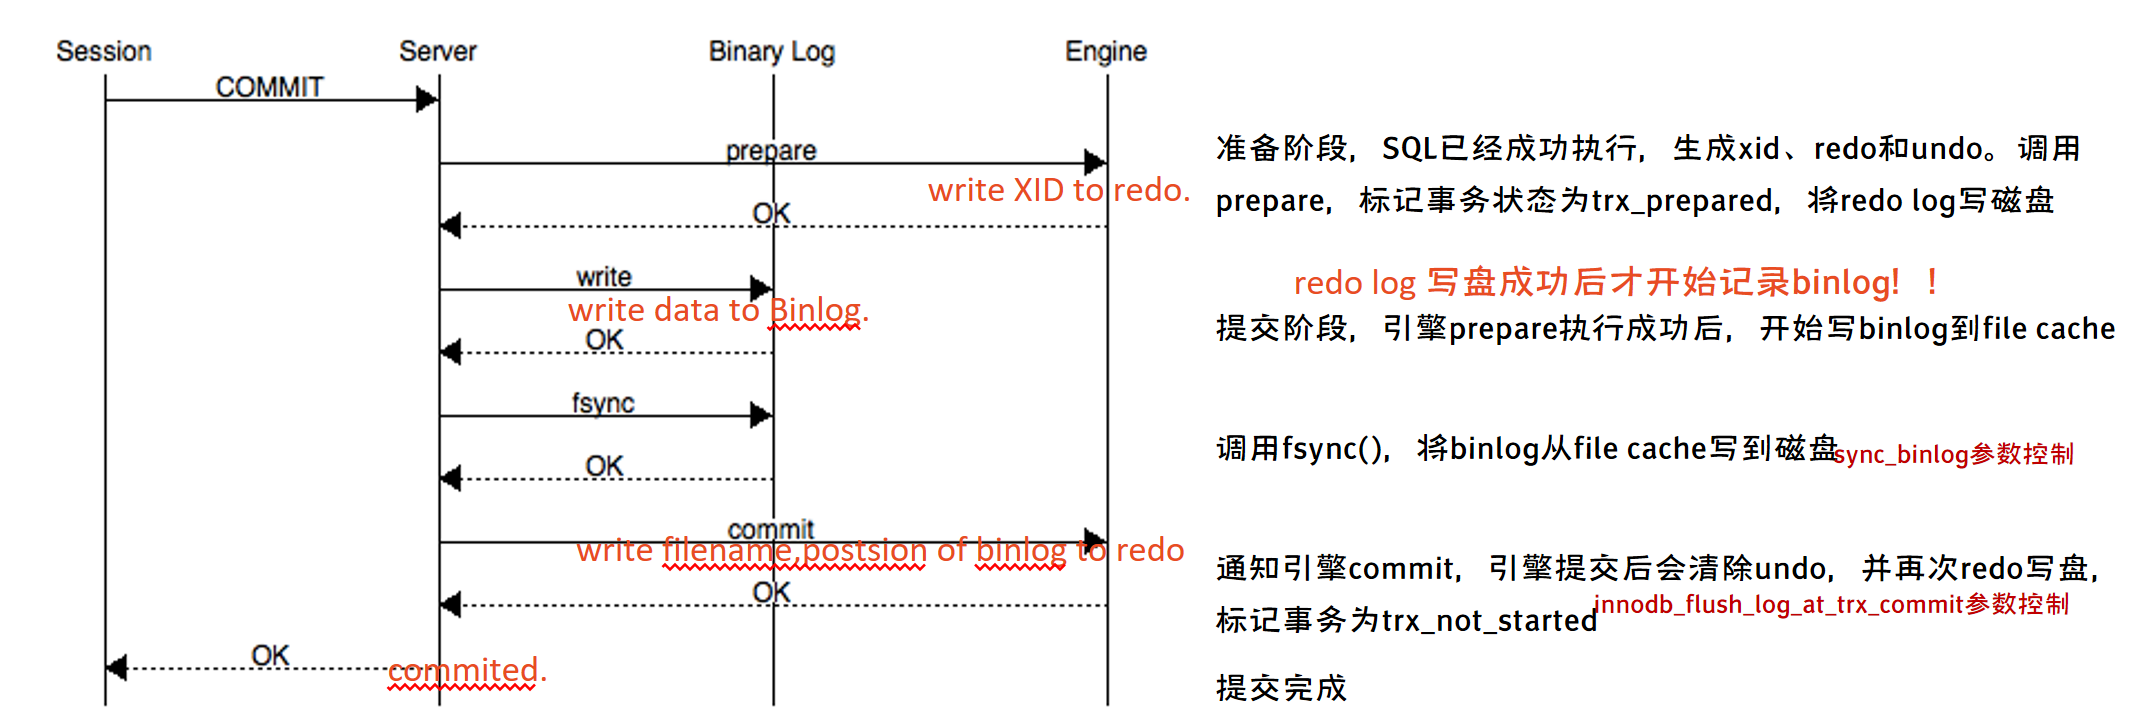 Session Server Binary Log Engine
COMMIT
prepare
准备阶段，SQL已经成功执行，生成xid、redo和undo。调用
write XID to redo.
prepare，标记事务状态为trx_prepared，将redo log写磁盘
OK
write
redo log 写盘成功后才开始记录binlog！！
write data to Binlog.
提交阶段，引擎prepare执行成功后，开始写binlog到file cache
OK
fsync
调用fsync()，将binlog从file cache写到磁盘
sync_binlog参数控制
OK
commit
write filename,postsion of binlog to redo
通知引擎commit，引擎提交后会清除undo，并再次redo写盘，
OK
innodb_flush_log_at_trx_commit参数控制
标记事务为trx_not_started
OK
commited.
提交完成